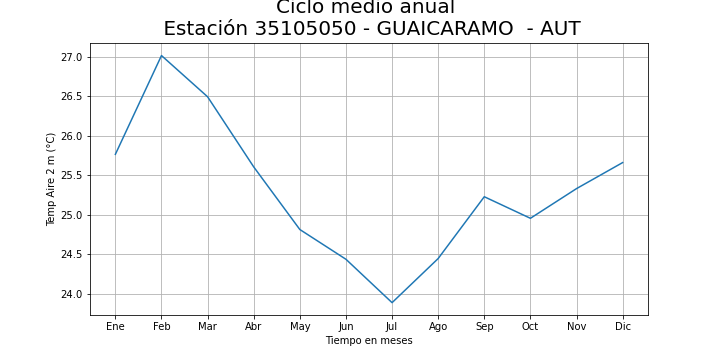 Ciclo medio anual
Estación 35105050 - GUAICARAMO  - AUT
27.0
26.5
26.0
25.5
25.0
24.5
24.0
Temp Aire 2 m (°C)
Ene Feb Mar Abr May Jun Jul Ago Sep Oct Nov Dic
Tiempo en meses